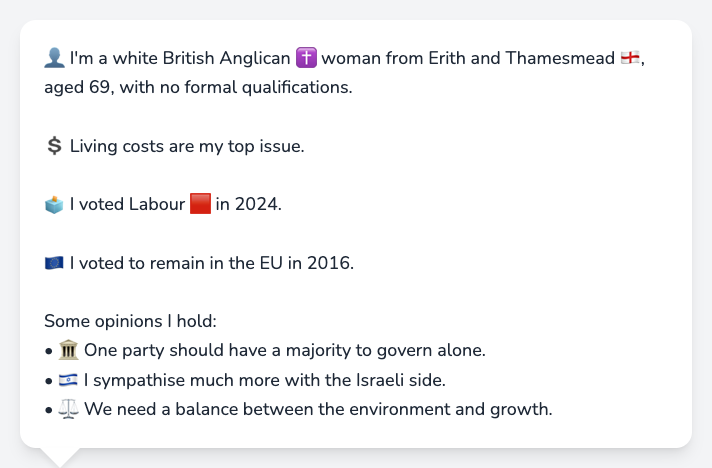 👤 I'm a white British Anglican ✝️ woman from Erith and Thamesmead 🏴󠁧󠁢󠁥󠁮󠁧󠁿,
aged 69, with no formal qualifications.
💲 Living costs are my top issue.
🗳️ I voted Labour 🟥 in 2024.
🇪🇺 I voted to remain in the EU in 2016.
Some opinions I hold:
• 🏛️ One party should have a majority to govern alone.
• 🇮🇱 I sympathise much more with the Israeli side.
• ⚖️ We need a balance between the environment and growth.